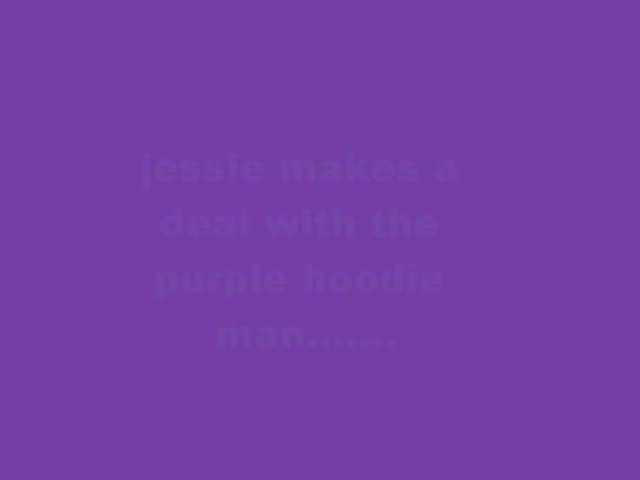 jessie makes a
deal with the
purple hoodie
man.......